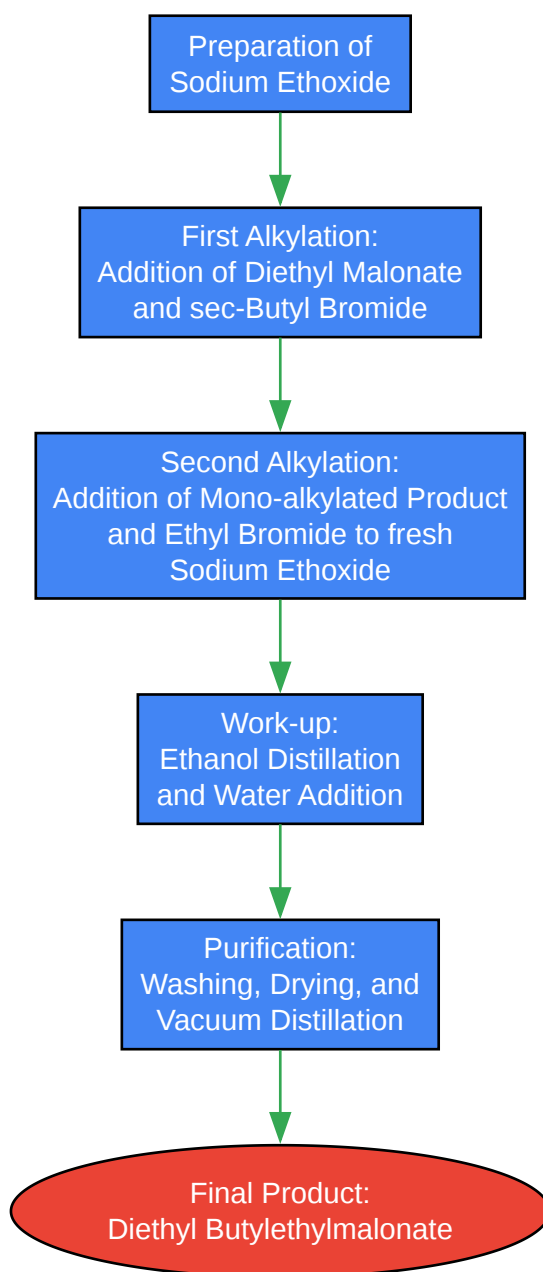 Preparation of
Sodium Ethoxide
First Alkylation:
Addition of Diethyl Malonate
and sec-Butyl Bromide
Second Alkylation:
Addition of Mono-alkylated Product
and Ethyl Bromide to fresh
Sodium Ethoxide
Work-up:
Ethanol Distillation
and Water Addition
Purification:
Washing, Drying, and
Vacuum Distillation
Final Product:
Diethyl Butylethylmalonate